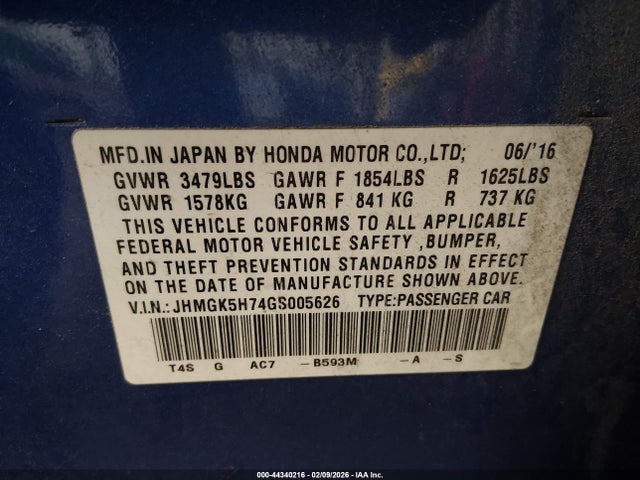 MFD.IN JAPAN BY HONDA MOTOR CO.,LTD; 06/'16
GVWR 3479LBS GAWR F 1854LBS R 1625LBS
GVWR 1578KG GAWR F 841 KG R 737 KG
THIS VEHICLE CONFORMS TO ALL APPLICABLE
FEDERAL MOTOR VEHICLE SAFETY ,BUMPER,
AND THEFT PREVENTION STANDARDS IN EFFECT
ON THE DATE OF MANUFACTURE SHOWN ABOVE.
V.I.N.: JHMGK5H74GS005626 TYPE:PASSENGER CAR
T4S G AC7 -B593M -A -S
000-44340216 - 02/09/2026 - IAA Inc.